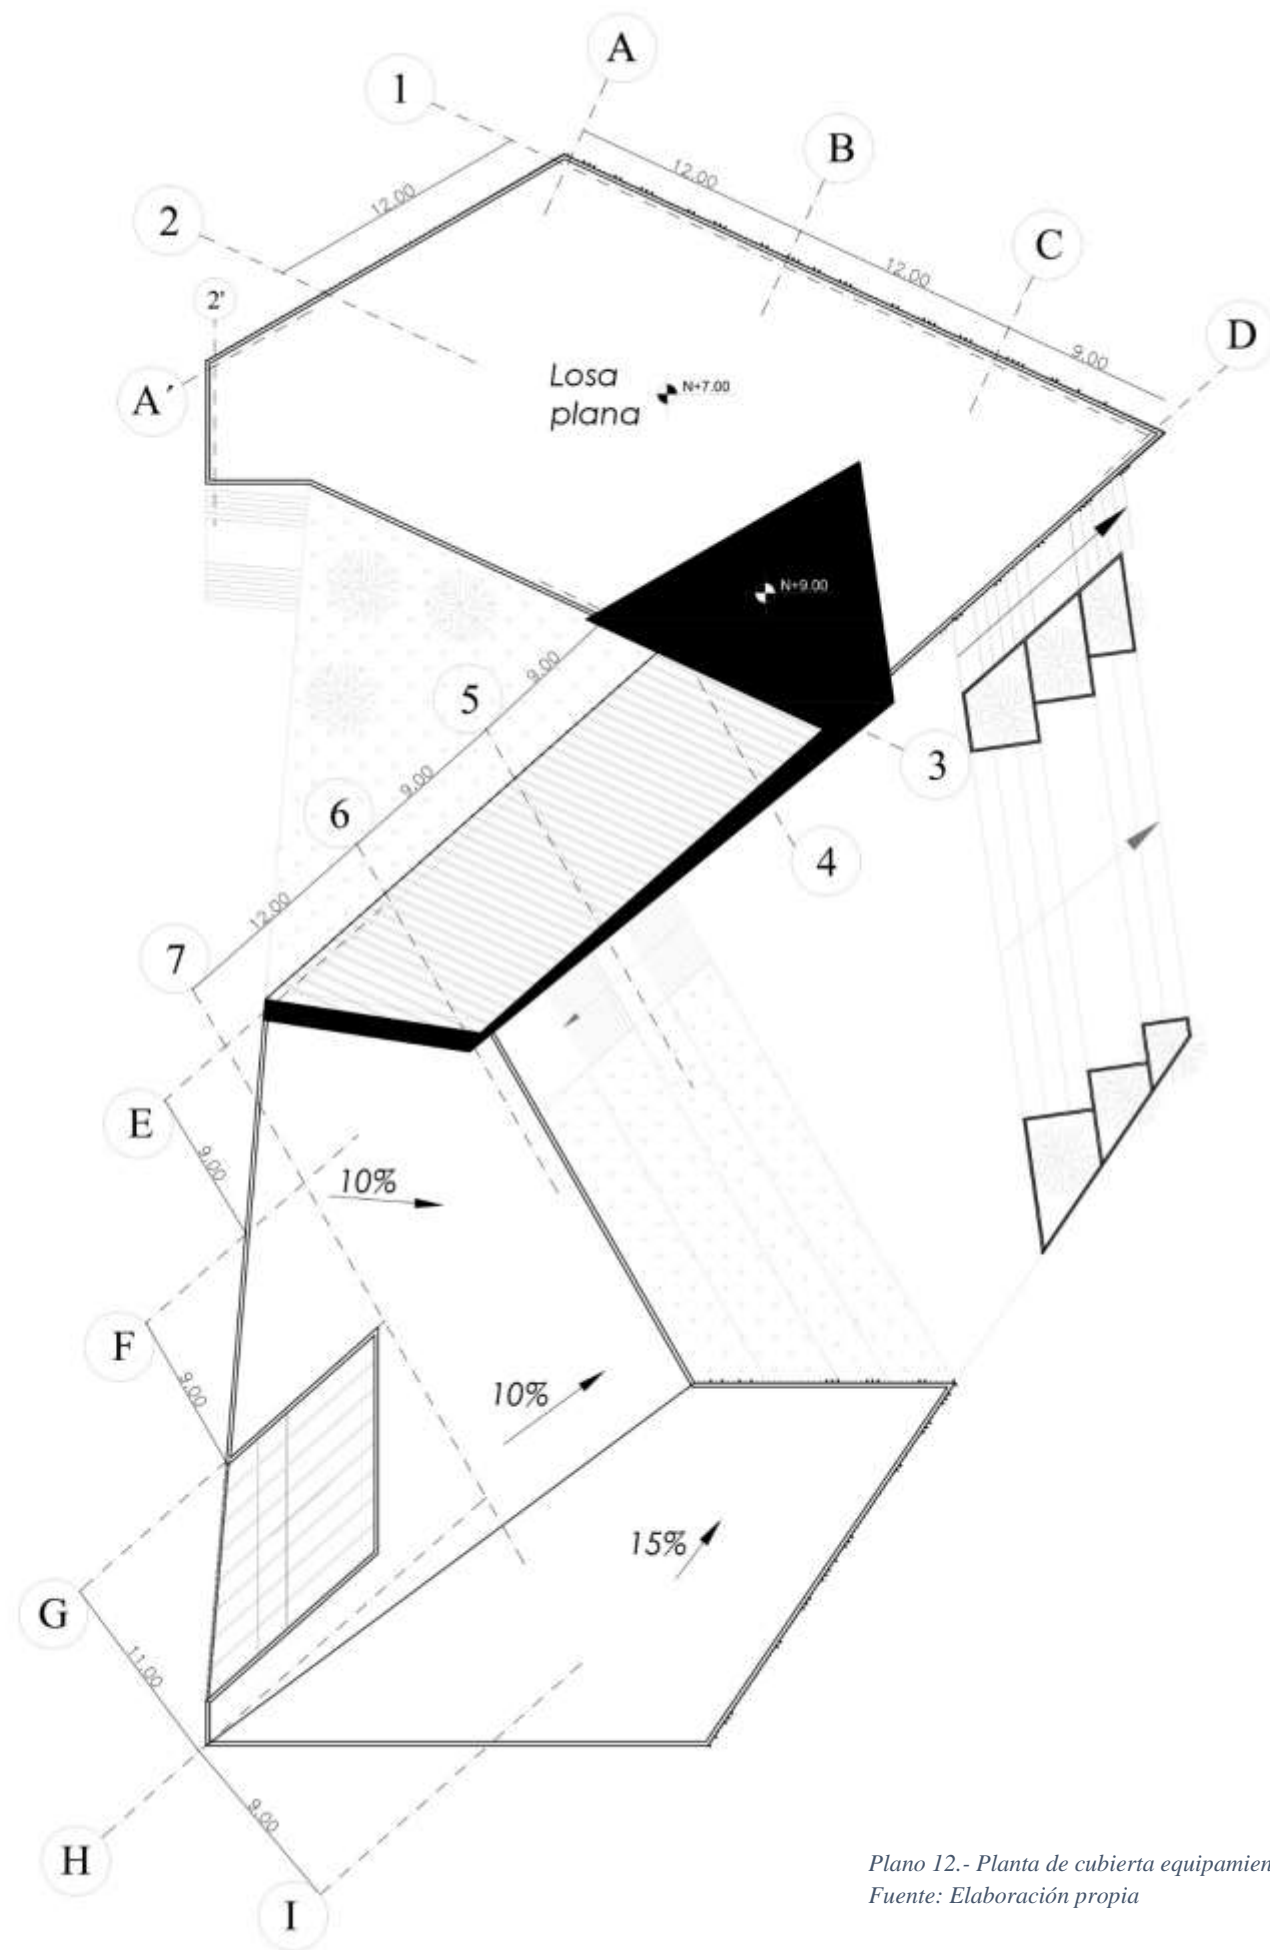 A
1
B
12.00
12.00
2
C
12.00
2'
9.00
D
A´
Losa
plana
N+7.00
N+9.00
9.00
5
3
9.00
6
4
12.00
7
E
9.00
10%
F
9.00
10%
15%
G
11.00
9.00
H
I
Plano 12.- Planta de cubierta equipamien
Fuente: Elaboración propia